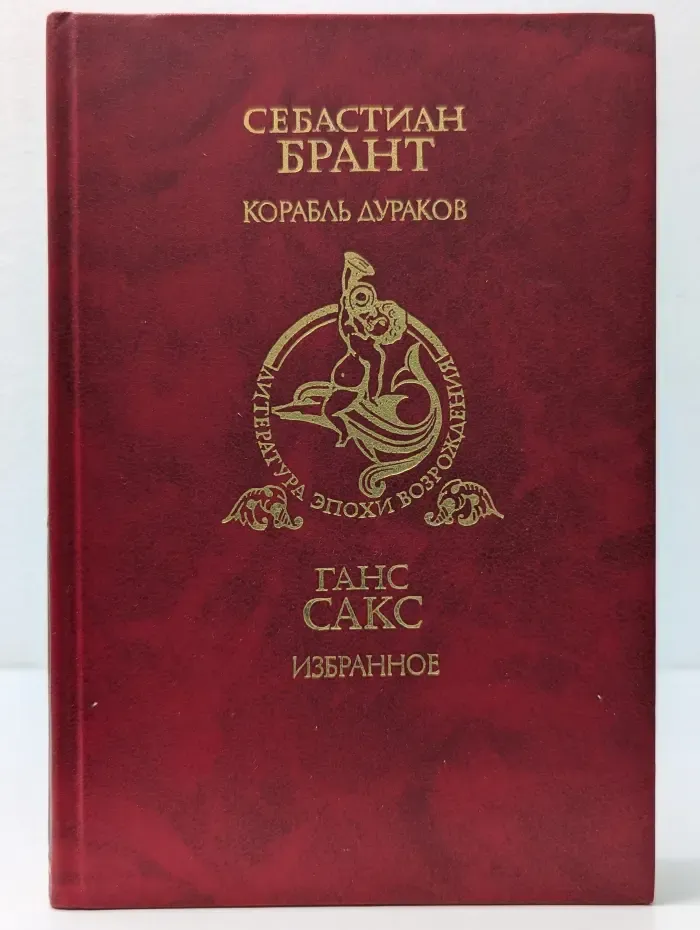 СЕБАСТИАН
БРАНТ
КОРАБЛЬ ДУРАКОВ
ЛИТЕРАТУРА ЭПОХИ ВОЗРОЖДЕНИЯ
ГАНС
САКС
ИЗБРАННОЕ